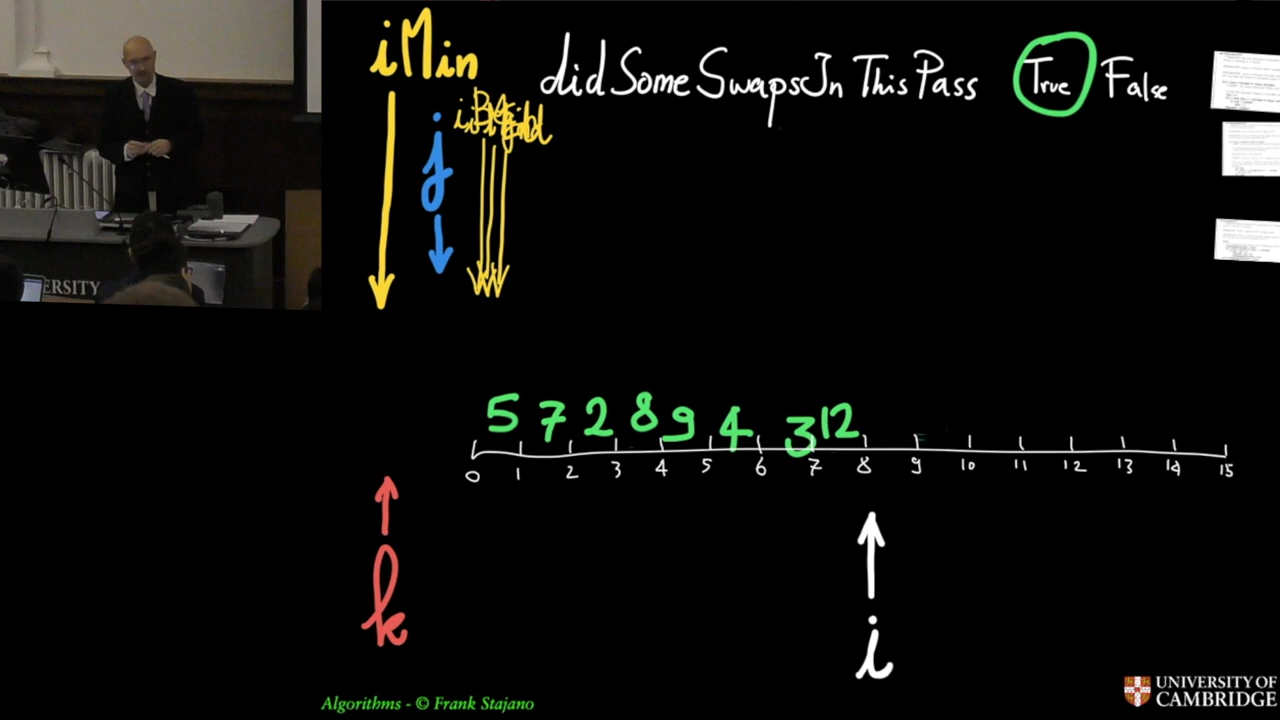 iMin
didSomeSwapsInThisPass True False
j
5 7 2 8 9 4 3 12
0 1 2 3 4 5 6 7 8 9 10 11 12 13 14 15
k
i
ERSITY
Algorithms - © Frank Stajano
UNIVERSITY OF
CAMBRIDGE